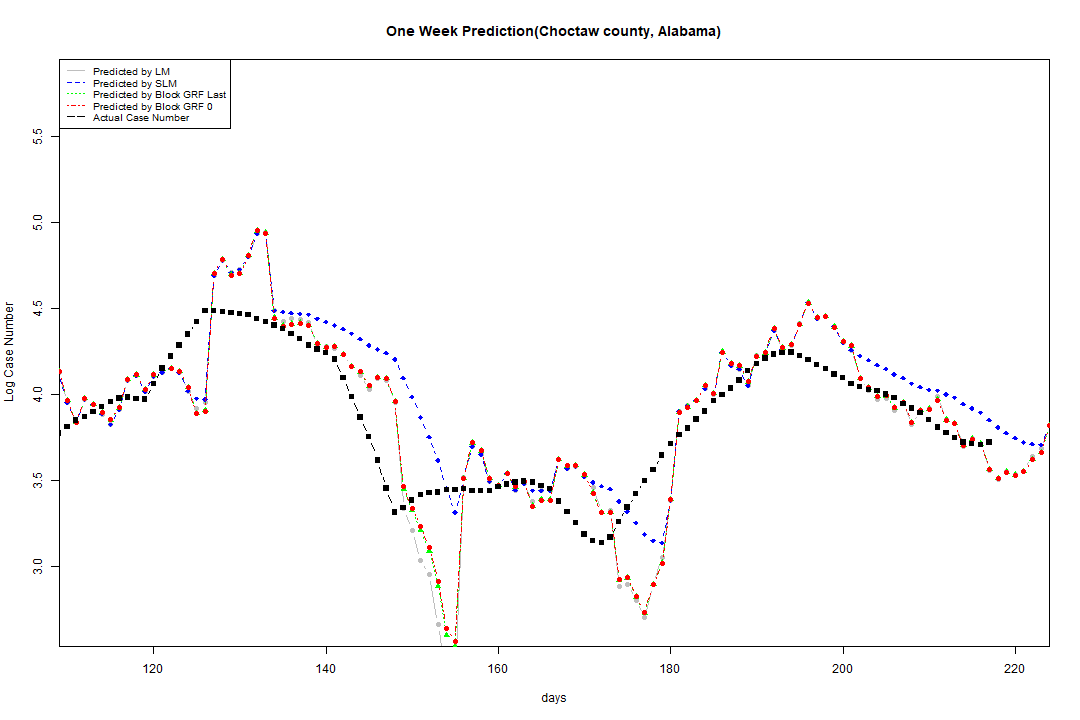 One Week Prediction(Choctaw county, Alabama)
Predicted by LM
Predicted by SLM
Predicted by Block GRF Last
Predicted by Block GRF 0
Actual Case Number
Log Case Number
5.5
5.0
4.5
4.0
3.5
3.0
120 140 160 180 200 220
days